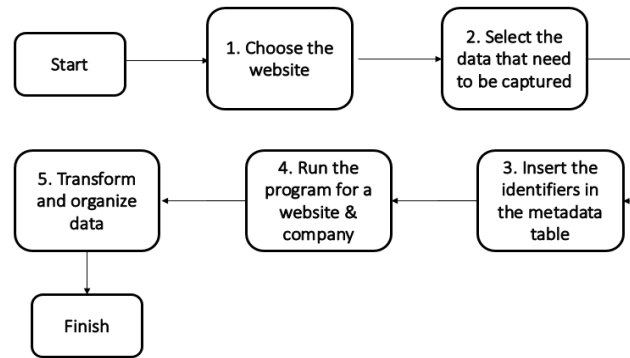 Start
1. Choose the
website
2. Select the
data that need
to be captured
3. Insert the
identifiers in
the metadata
table
4. Run the
program for a
website &
company
5. Transform
and organize
data
Finish